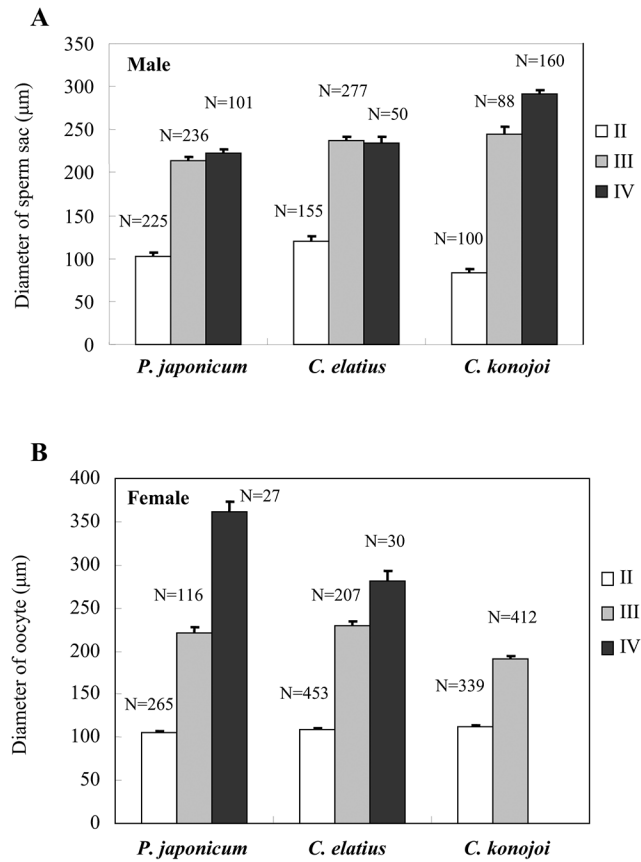 A
Diameter of sperm sac (μm)
350
300
250
200
150
100
50
0
Male
N=225
N=236
N=101
N=155
N=277
N=50
N=100
N=88
N=160
II
III
IV
P. japonicum
C. elatius
C. konojoi
B
Diameter of oocyte (μm)
400
350
300
250
200
150
100
50
0
Female
N=265
N=116
N=27
N=453
N=207
N=30
N=339
N=412
II
III
IV
P. japonicum
C. elatius
C. konojoi